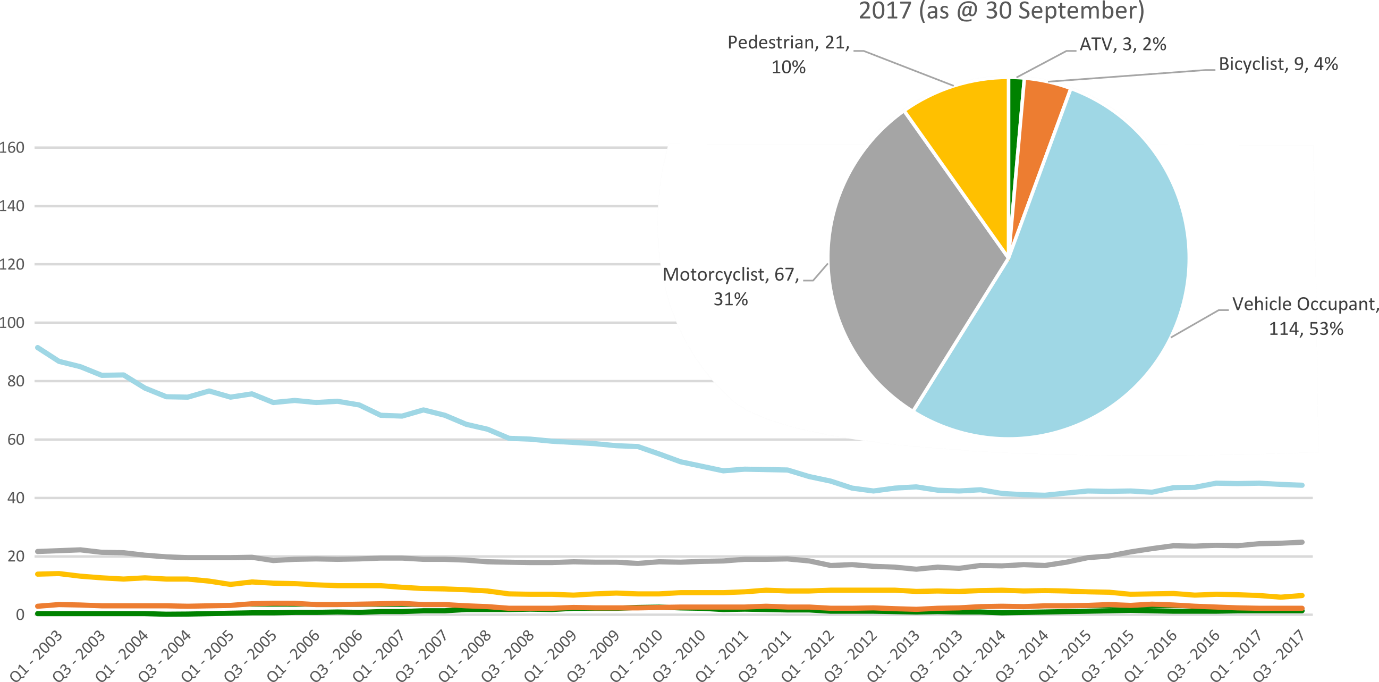 2017 (as @ 30 September)
Pedestrian, 21,
10%
ATV, 3, 2%
Bicyclist, 9, 4%
Motorcyclist, 67,
31%
Vehicle Occupant,
114, 53%
160
140
120
100
80
60
40
20
0
Q1 - 2003
Q3 - 2003
Q1 - 2004
Q3 - 2004
Q1 - 2005
Q3 - 2005
Q1 - 2006
Q3 - 2006
Q1 - 2007
Q3 - 2007
Q1 - 2008
Q3 - 2008
Q1 - 2009
Q3 - 2009
Q1 - 2010
Q3 - 2010
Q1 - 2011
Q3 - 2011
Q1 - 2012
Q3 - 2012
Q1 - 2013
Q3 - 2013
Q1 - 2014
Q3 - 2014
Q1 - 2015
Q3 - 2015
Q1 - 2016
Q3 - 2016
Q1 - 2017
Q3 - 2017